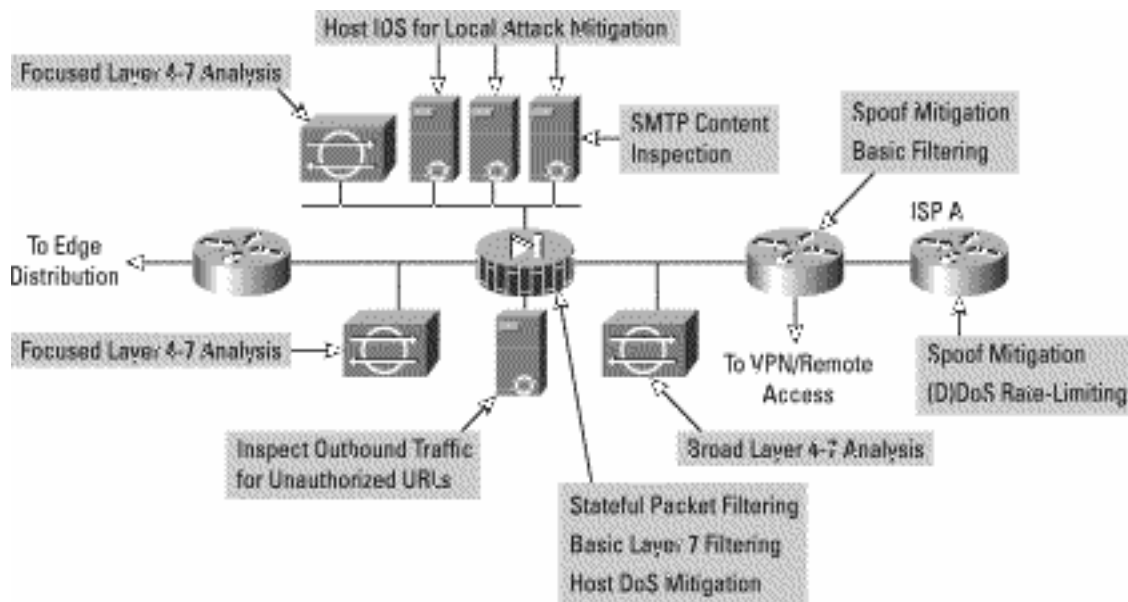 Host IDS for Local Attack Mitigation
Focused Layer 4-7 Analysis
SMTP Content
Inspection
Spoof Mitigation
Basic Filtering
ISP A
To Edge
Distribution
Focused Layer 4-7 Analysis
To VPN/Remote
Access
Spoof Mitigation
(D)DoS Rate-Limiting
Inspect Outbound Traffic
for Unauthorized URLs
Broad Layer 4-7 Analysis
Stateful Packet Filtering
Basic Layer 7 Filtering
Host DoS Mitigation